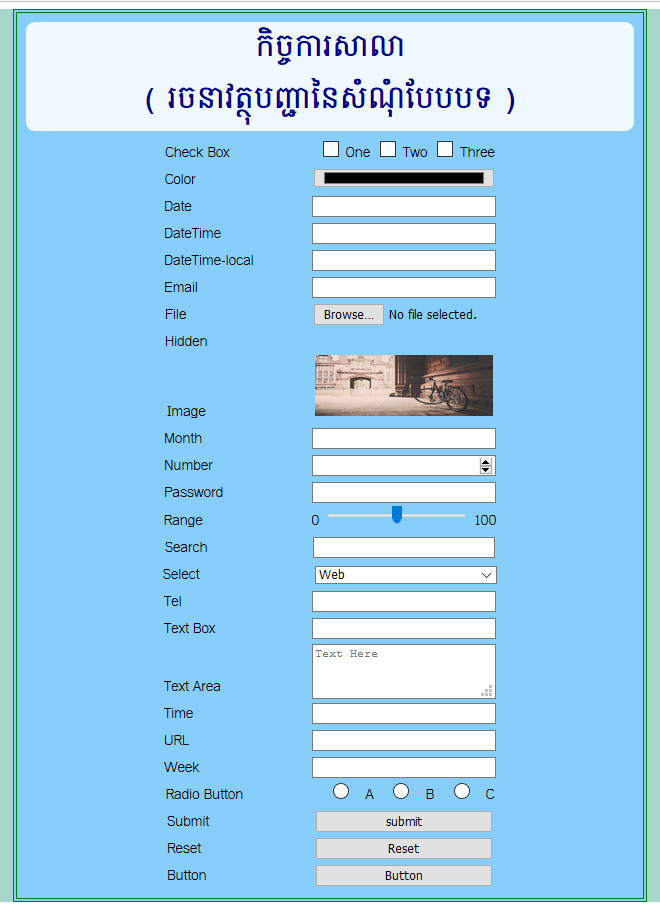 កិច្ចការសាលា
( រចនាវត្ថុបញ្ជានៃសំណុំបែបបទ )
Check Box One Two Three
Color
Date
DateTime
DateTime-local
Email
File Browse... No file selected.
Hidden
Image
Month
Number
Password
Range 0 100
Search
Select Web
Tel
Text Box
Text Here
Text Area
Time
URL
Week
Radio Button A B C
Submit submit
Reset Reset
Button Button